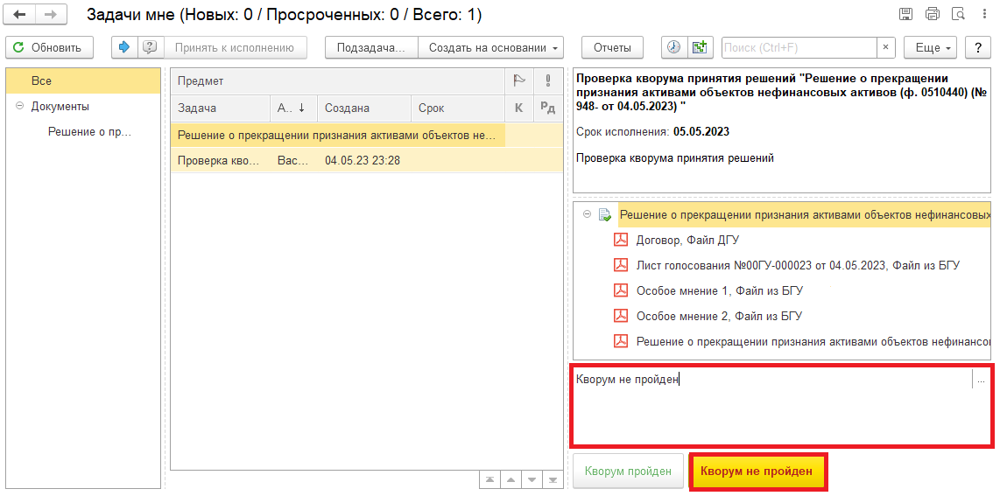 Задачи мне (Новых: 0 / Просроченных: 0 / Всего: 1)
Обновить
Принять к исполнению
Подзадача...
Создать на основании
Отчеты
Поиск (Ctrl+F)
×
Еще
?
Все
Документы
Решение о пр...
Предмет
Задача
А..
Создана
Срок
К
Рд
Решение о прекращении признания активами объектов не...
Проверка кво...
Вас...
04.05.23 23:28
Проверка кворума принятия решений "Решение о прекращении
признания активами объектов нефинансовых активов (ф. 0510440) (№
948- от 04.05.2023) "
Срок исполнения: 05.05.2023
Проверка кворума принятия решений
Решение о прекращении признания активами объектов нефинансовых
Договор, Файл ДГУ
Лист голосования №00ГУ-000023 от 04.05.2023, Файл из БГУ
Особое мнение 1, Файл из БГУ
Особое мнение 2, Файл из БГУ
Решение о прекращении признания активами объектов нефинансо
Кворум не пройден
...
Кворум пройден
Кворум не пройден